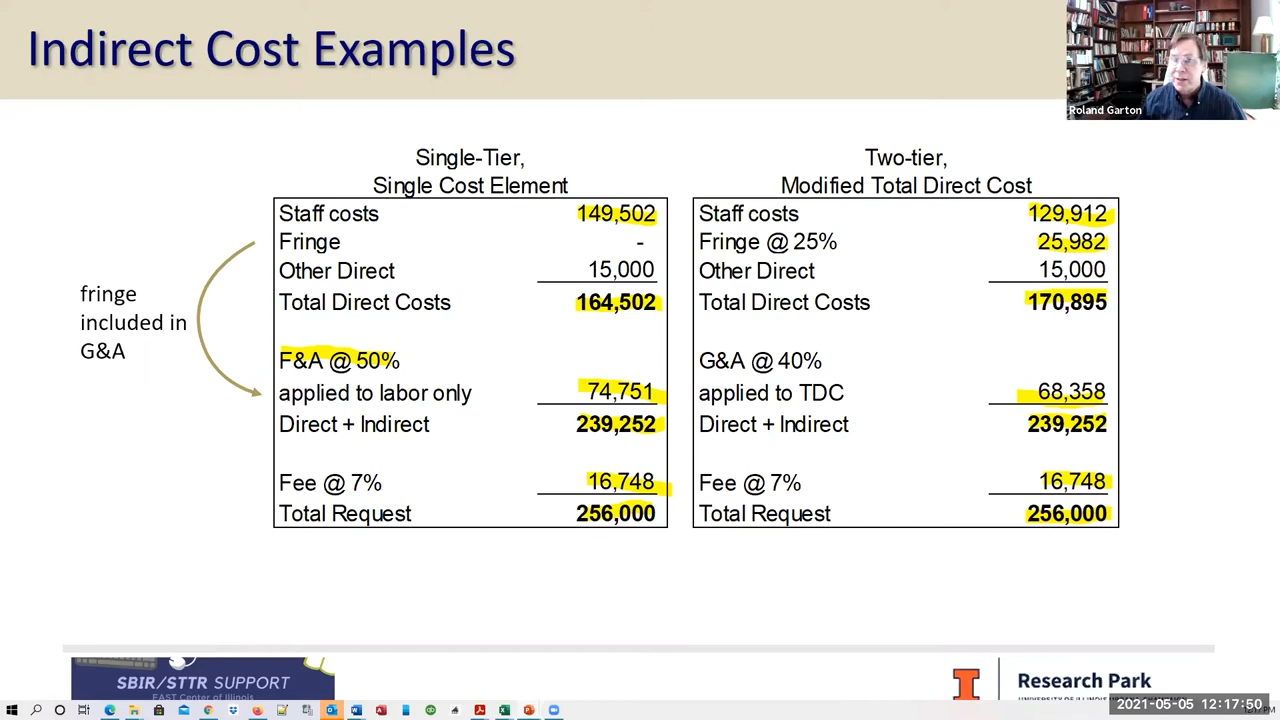 Indirect Cost Examples
Roland Garton
Single-Tier,
Single Cost Element
Staff costs 149,502
Fringe -
Other Direct 15,000
Total Direct Costs 164,502
F&A @ 50%
applied to labor only 74,751
Direct + Indirect 239,252
Fee @ 7% 16,748
Total Request 256,000
fringe
included in
G&A
Two-tier,
Modified Total Direct Cost
Staff costs 129,912
Fringe @ 25% 25,982
Other Direct 15,000
Total Direct Costs 170,895
G&A @ 40%
applied to TDC 68,358
Direct + Indirect 239,252
Fee @ 7% 16,748
Total Request 256,000
SBIR/STTR SUPPORT
EAST Center of Illinois
Research Park
2021-05-05 12:17:50